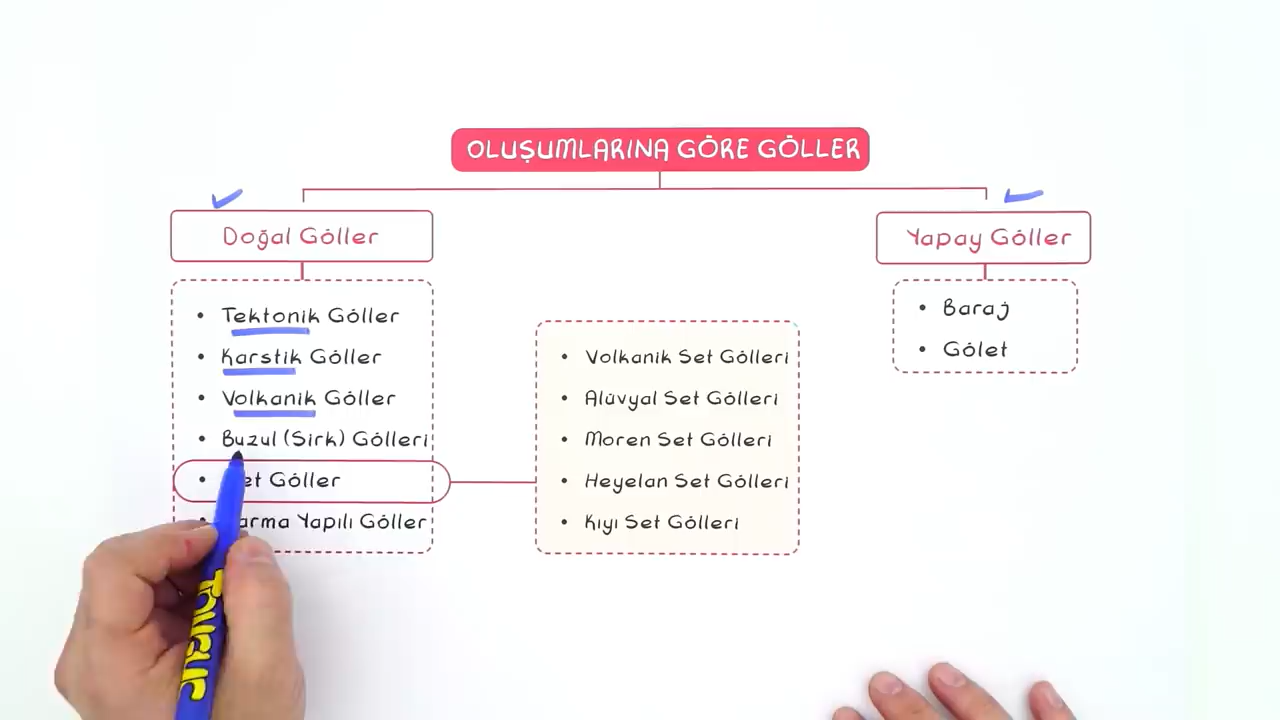 OLUŞUMLARINA GÖRE GÖLLER
Doğal Göller
• Tektonik Göller
• Karstik Göller
• Volkanik Göller
• Buzul (Sirk) Gölleri
• Göller
• Yapılı Göller
• Volkanik Set Gölleri
• Alüvyal Set Gölleri
• Moren Set Gölleri
• Heyelan Set Gölleri
• Kıyı Set Gölleri
Yapay Göller
• Baraj
• Gölet